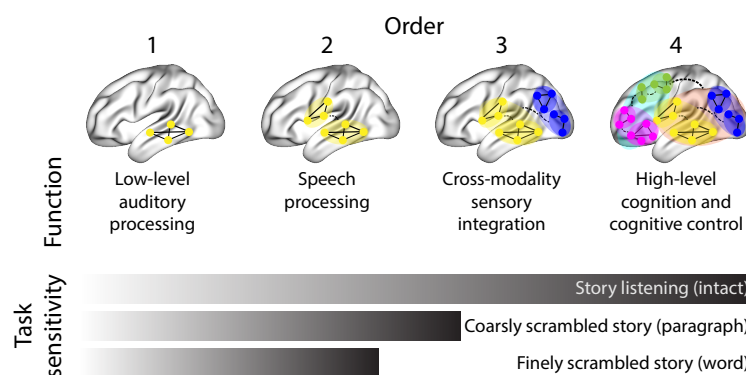 Order
1 2 3 4
Function
Low-level
auditory
processing
Speech
processing
Cross-modality
sensory
integration
High-level
cognition and
cognitive control
Task
sensitivity
Story listening (intact)
Coarsly scrambled story (paragraph)
Finely scrambled story (word)